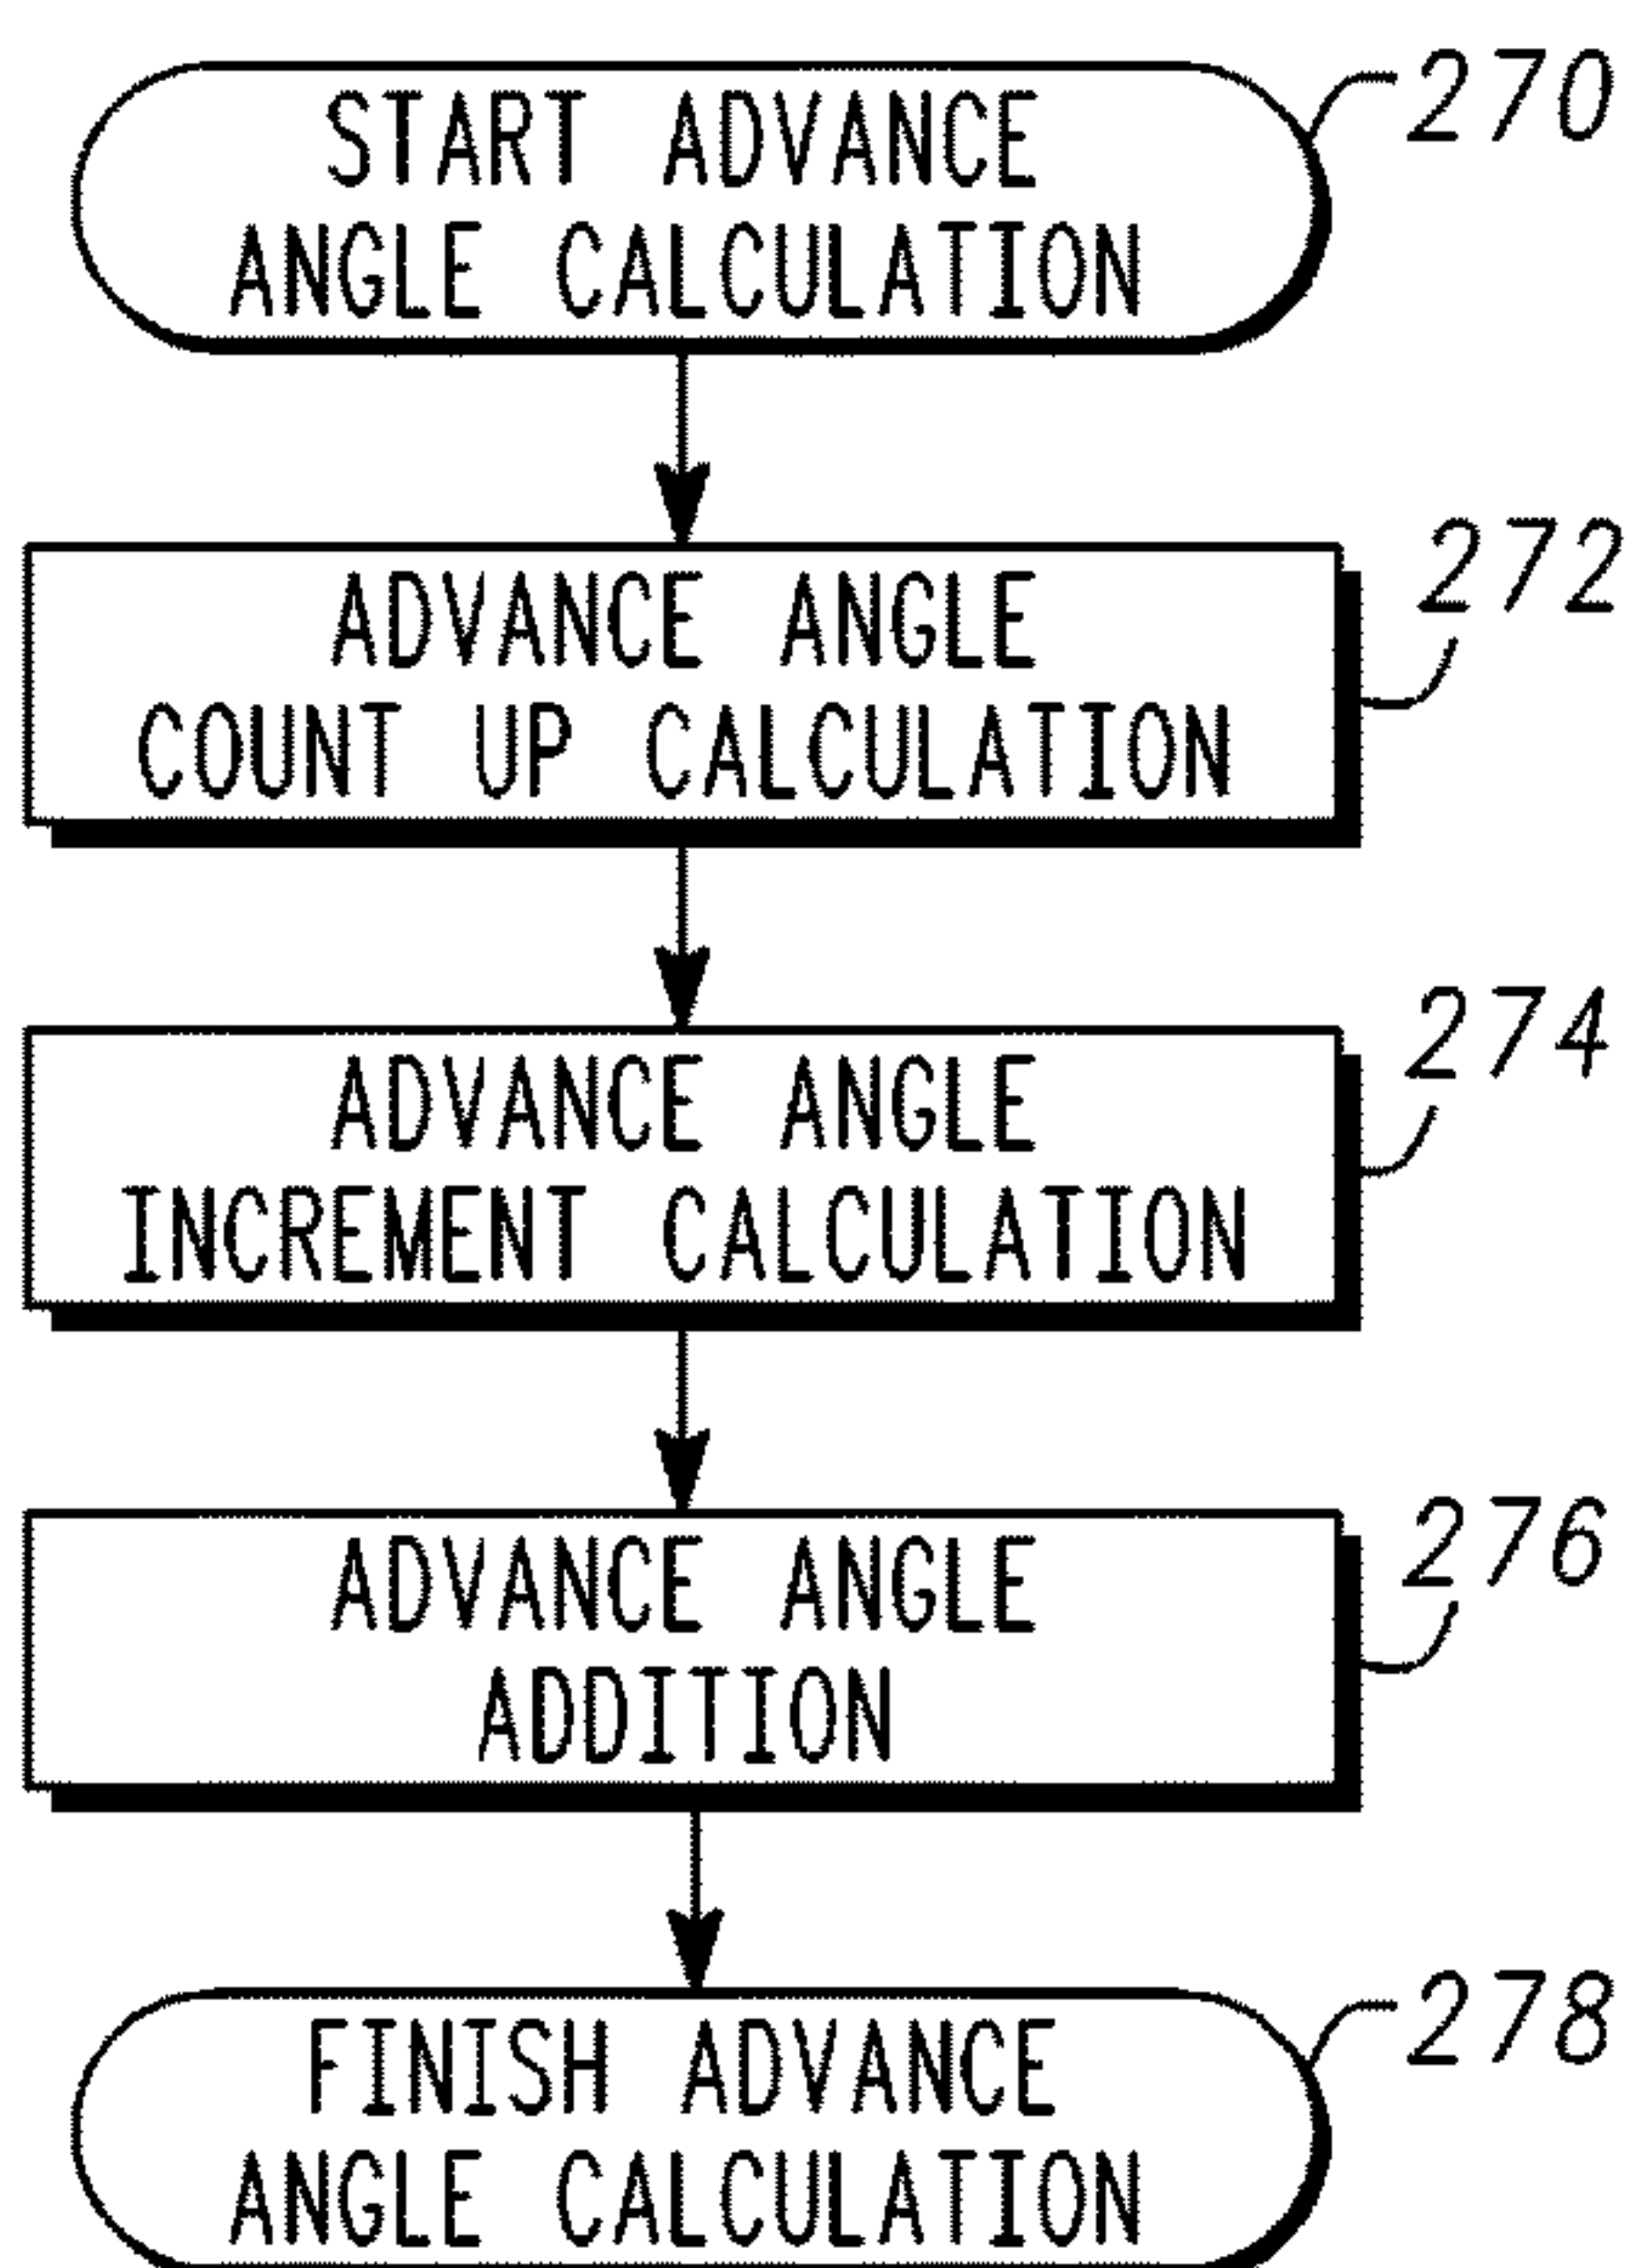 START ADVANCE
ANGLE CALCULATION
270
ADVANCE ANGLE
COUNT UP CALCULATION
272
ADVANCE ANGLE
INCREMENT CALCULATION
274
ADVANCE ANGLE
ADDITION
276
FINISH ADVANCE
ANGLE CALCULATION
278